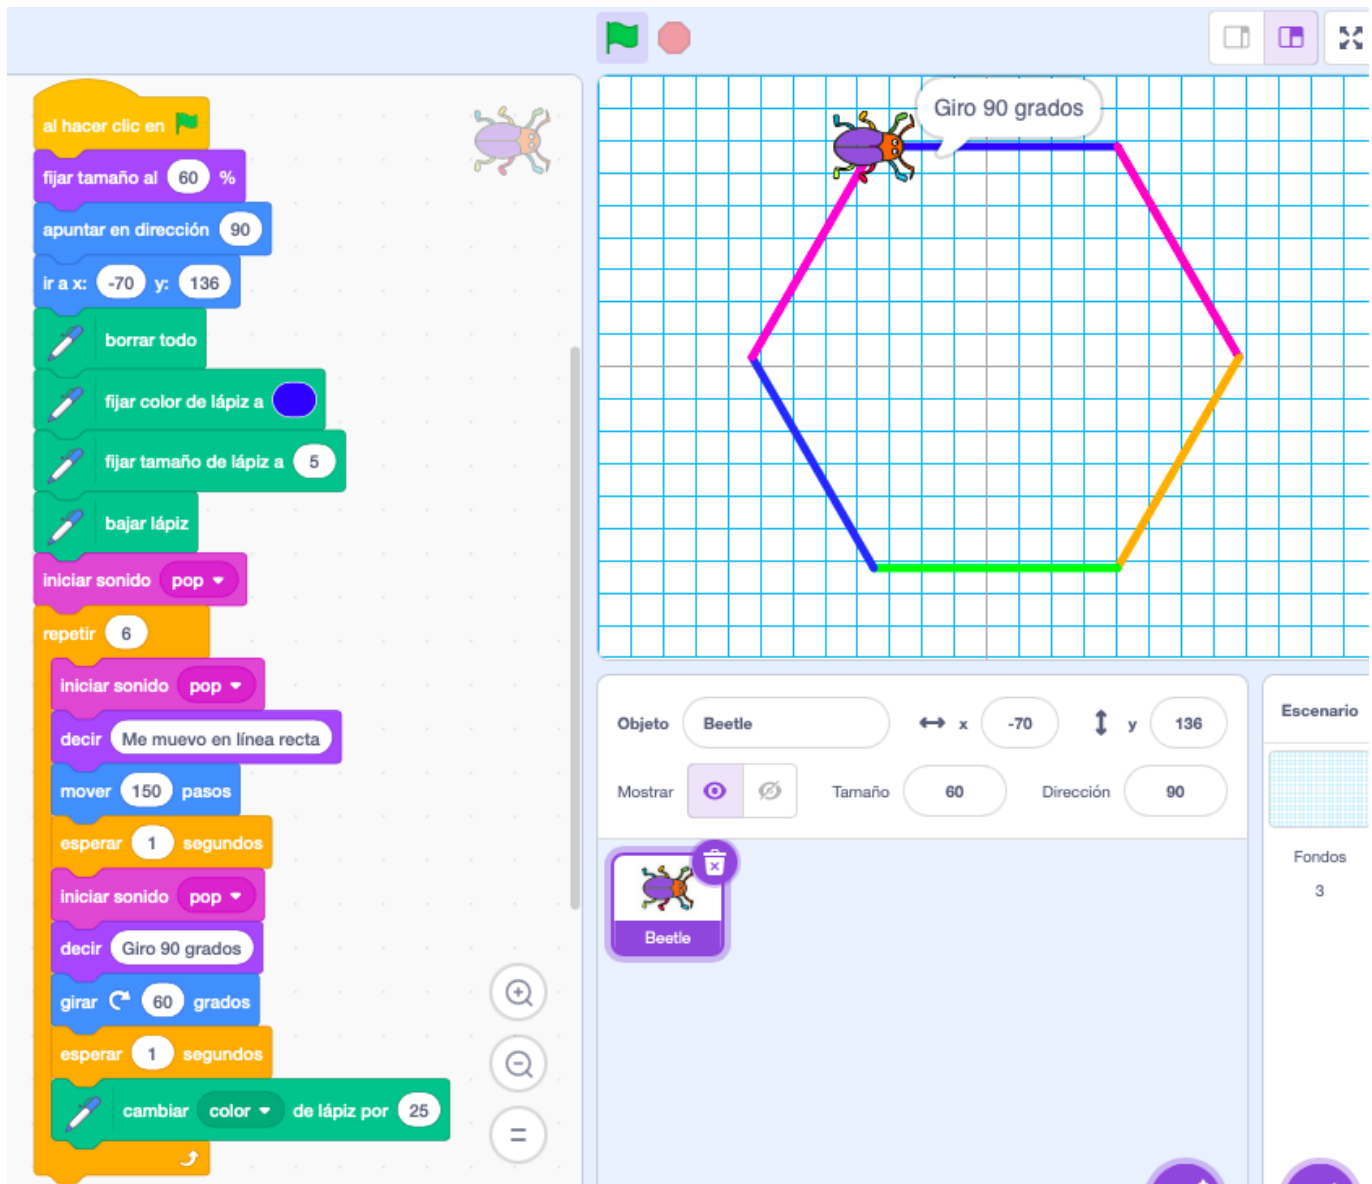 al hacer clic en
fijar tamaño al 60 %
apuntar en dirección 90
ir a x: -70 y: 136
borrar todo
fijar color de lápiz a
fijar tamaño de lápiz a 5
bajar lápiz
iniciar sonido pop
repetir 6
iniciar sonido pop
decir Me muevo en línea recta
mover 150 pasos
esperar 1 segundos
iniciar sonido pop
decir Giro 90 grados
girar 60 grados
esperar 1 segundos
cambiar color de lápiz por 25
Giro 90 grados
Objeto Beetle x -70 y 136
Mostrar Tamaño 60 Dirección 90
Beetle
Escenario
Fondos
3